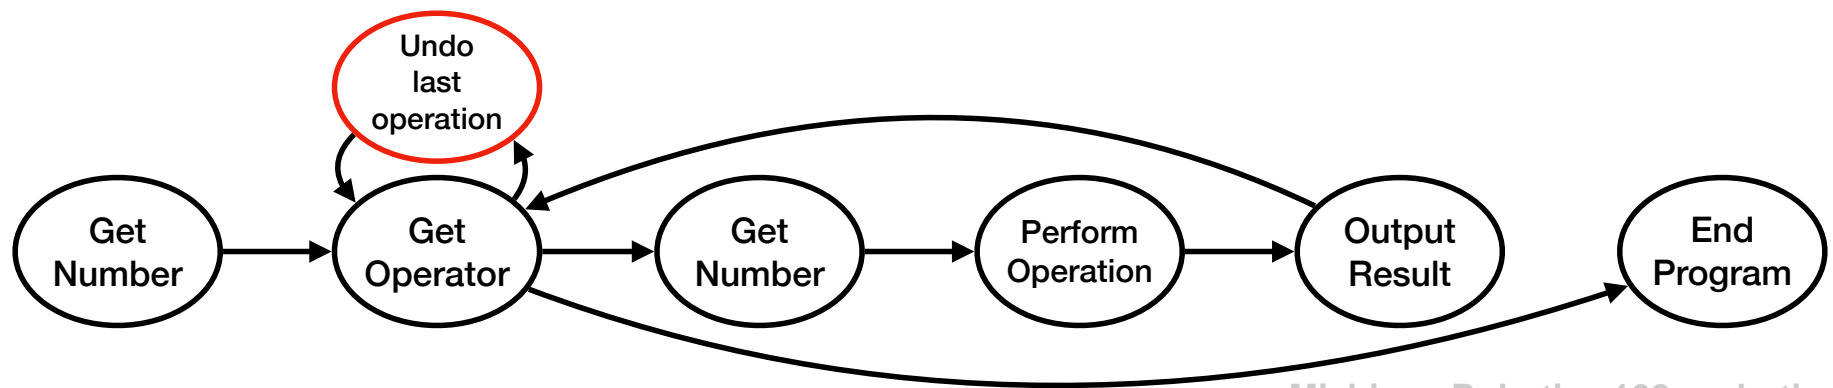 Undo
last
operation
Get
Number
Get
Operator
Get
Number
Perform
Operation
Output
Result
End
Program